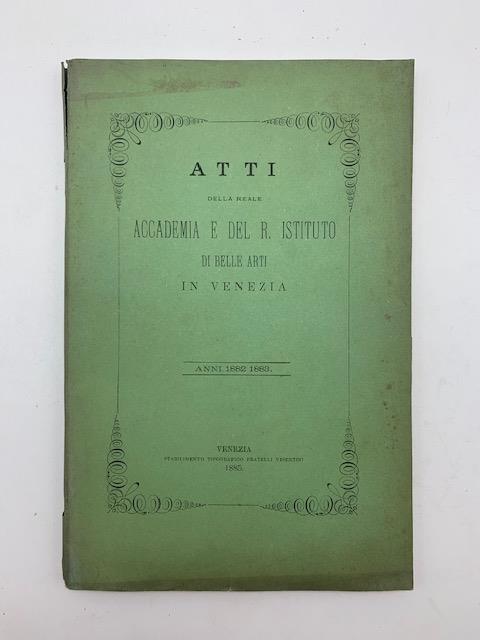 ATTI
DELLA REALE
ACCADEMIA E DEL R. ISTITUTO
DI BELLE ARTI
IN VENEZIA
ANNI 1882 1883.
VENEZIA
STABILIMENTO TIPOGRAFICO FRATELLI VISENTINI
1885.